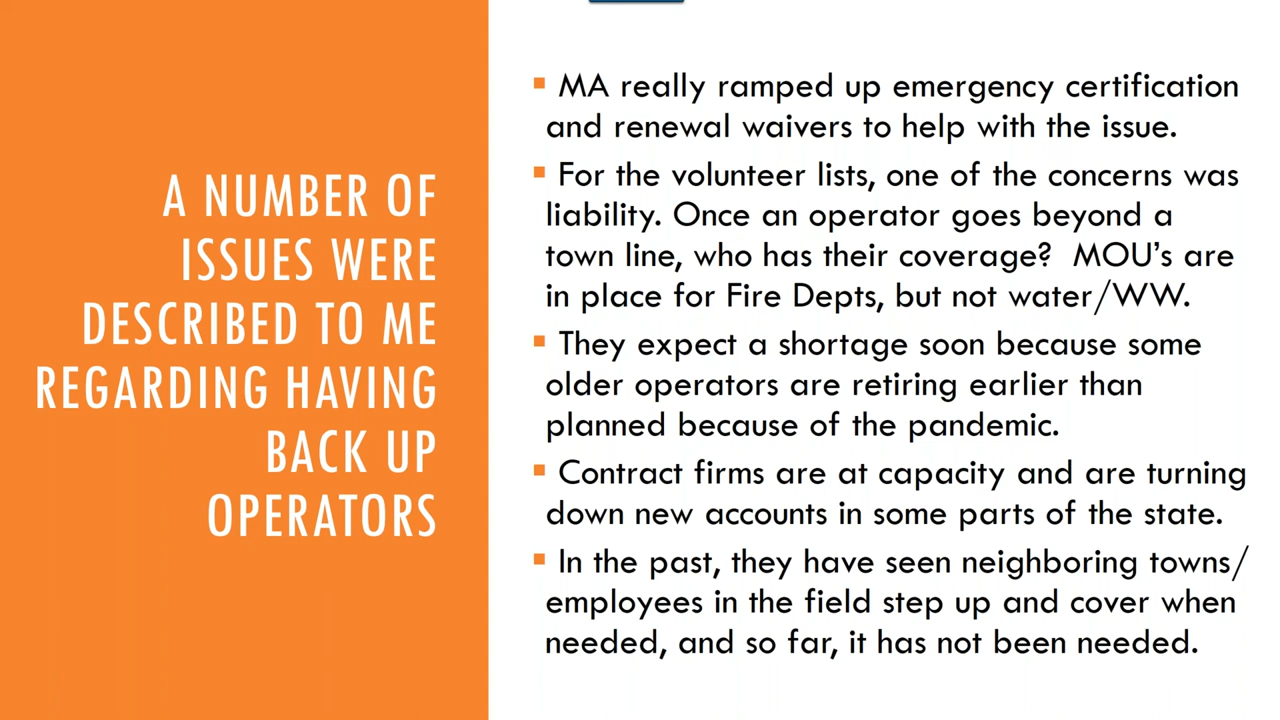 A NUMBER OF
ISSUES WERE
DESCRIBED TO ME
REGARDING HAVING
BACK UP
OPERATORS
▪ MA really ramped up emergency certification
and renewal waivers to help with the issue.
▪ For the volunteer lists, one of the concerns was
liability. Once an operator goes beyond a
town line, who has their coverage? MOU’s are
in place for Fire Depts, but not water/WW.
▪ They expect a shortage soon because some
older operators are retiring earlier than
planned because of the pandemic.
▪ Contract firms are at capacity and are turning
down new accounts in some parts of the state.
▪ In the past, they have seen neighboring towns/
employees in the field step up and cover when
needed, and so far, it has not been needed.